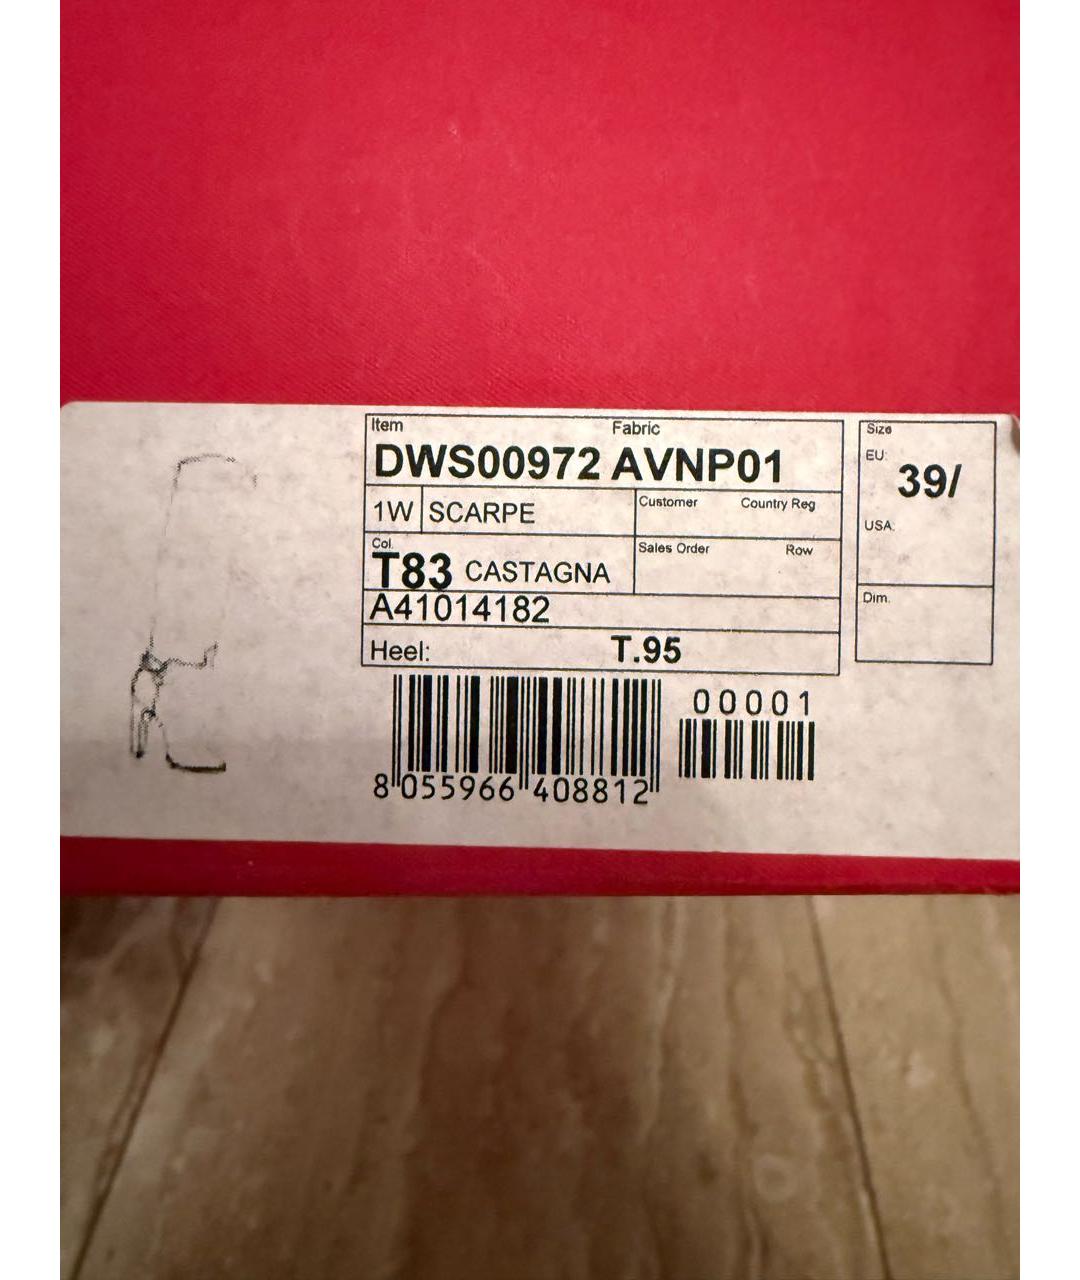 Item Fabric
DWS00972 AVNP01
1W SCARPE
Customer Country Reg
Col.
T83 CASTAGNA
Sales Order Row
A41014182
Heel: T.95
Size
EU: 39/
USA:
Dim.
00001
8 055966 408812